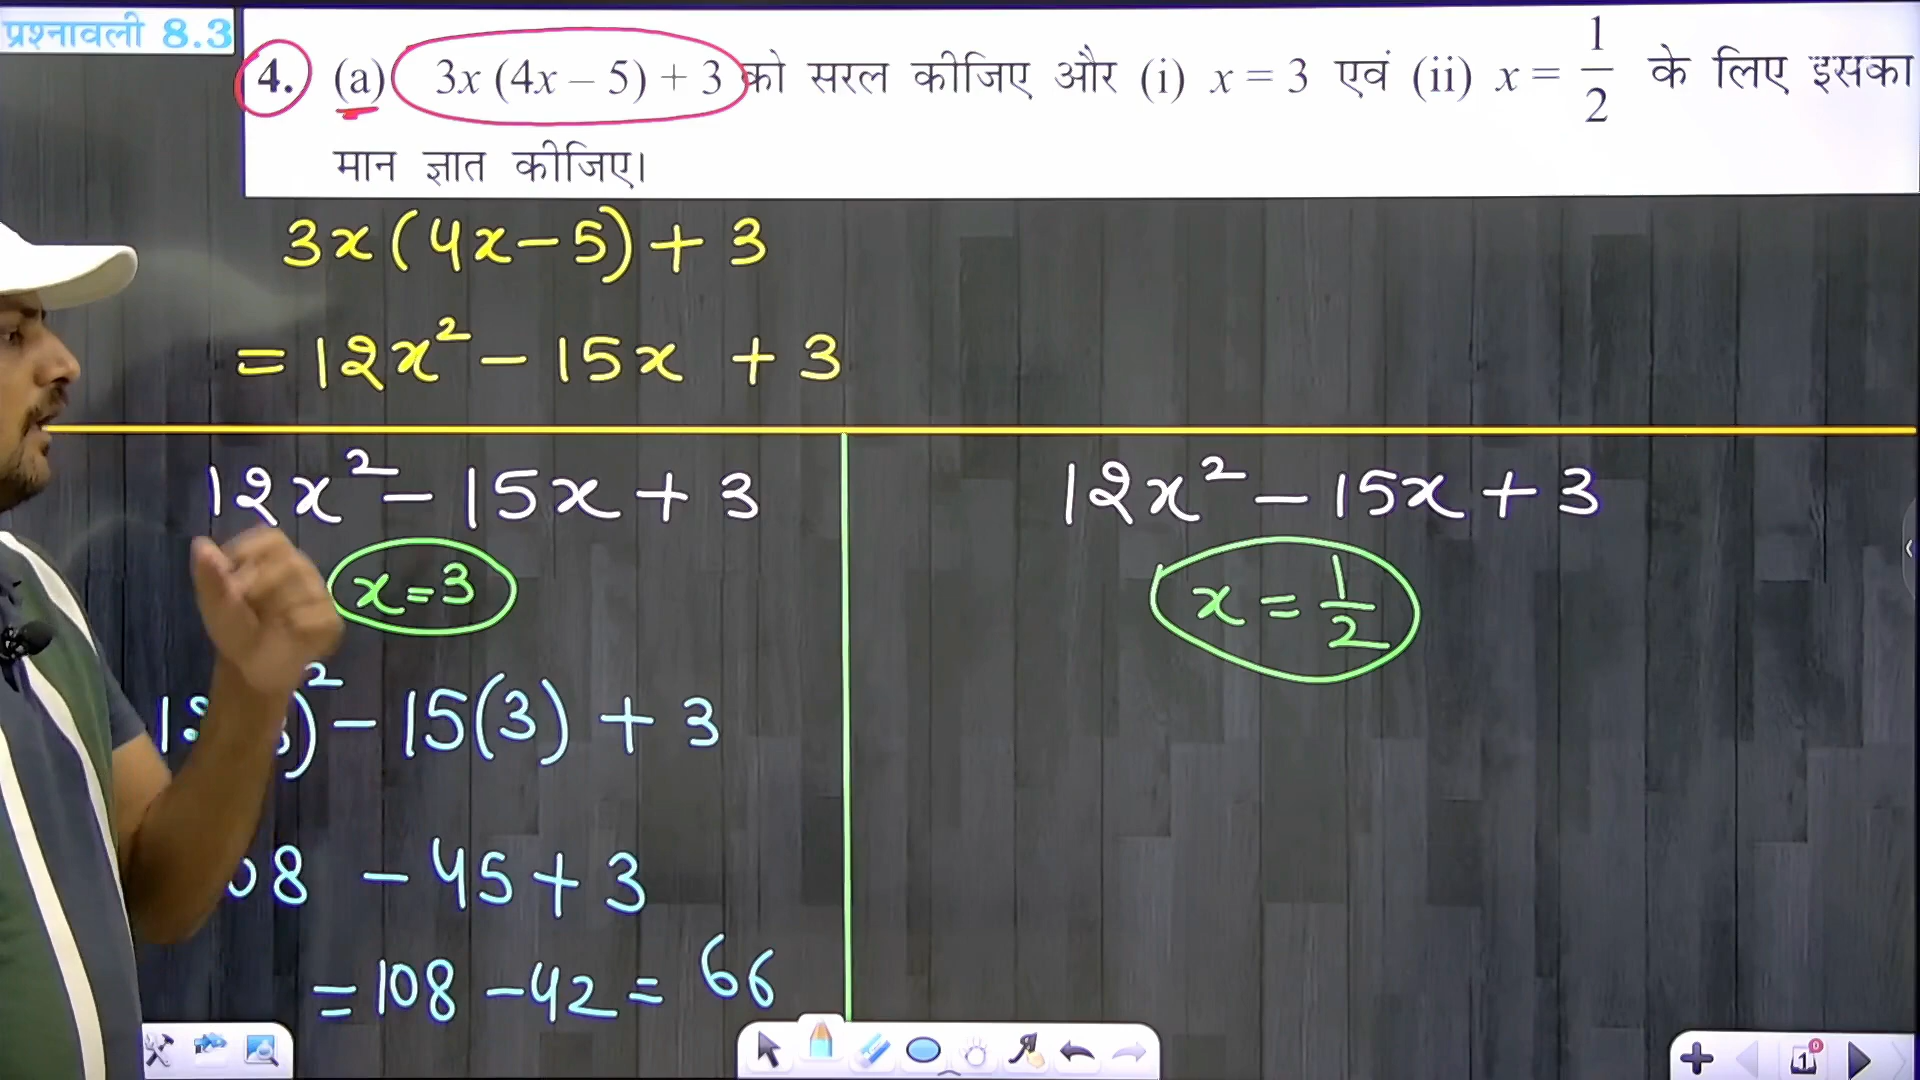 प्रश्नावली 8.3
4. (a) 3x (4x – 5) + 3 को सरल कीजिए और (i) x = 3 एवं (ii) x = 1/2 के लिए इसका
मान ज्ञात कीजिए।
3x(4x-5)+3
=12x²-15x+3
12x²-15x+3
x=3
)²-15(3)+3
08-45+3
=108-42=66
12x²-15x+3
x=1/2
1